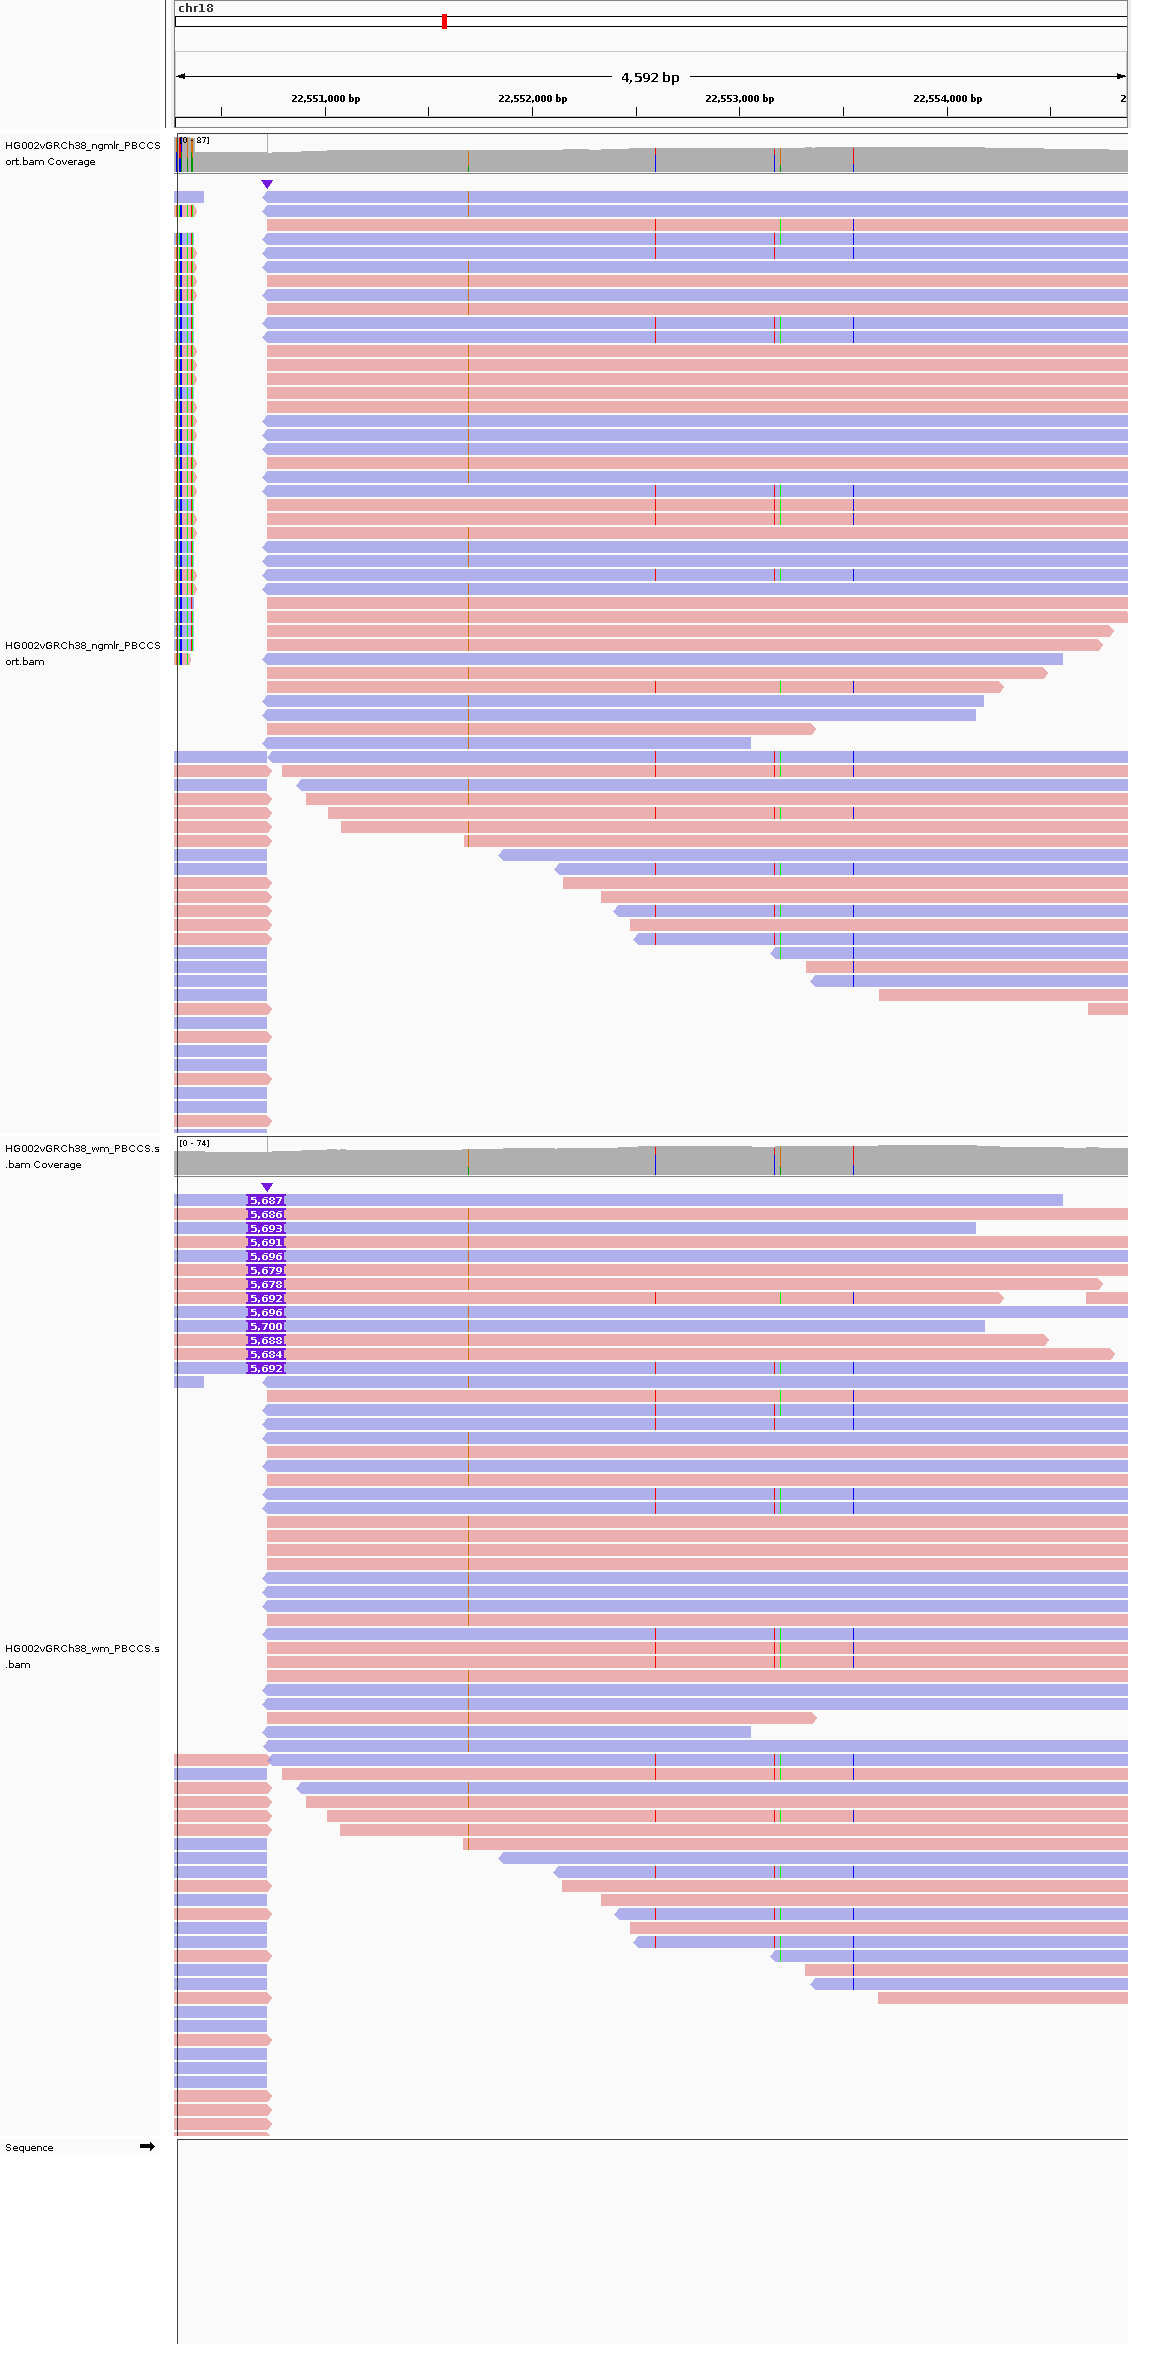 chr18
4,592 bp
22,551,000 bp 22,552,000 bp 22,553,000 bp 22,554,000 bp 2
HG002vGRCh38_ngmlr_PBCCS
ort.bam Coverage
[0 - 87]
HG002vGRCh38_ngmlr_PBCCS
ort.bam
HG002vGRCh38_wm_PBCCS.s
.bam Coverage
[0 - 74]
5,687
5,686
5,693
5,691
5,696
5,679
5,678
5,692
5,696
5,700
5,688
5,684
5,692
HG002vGRCh38_wm_PBCCS.s
.bam
Sequence